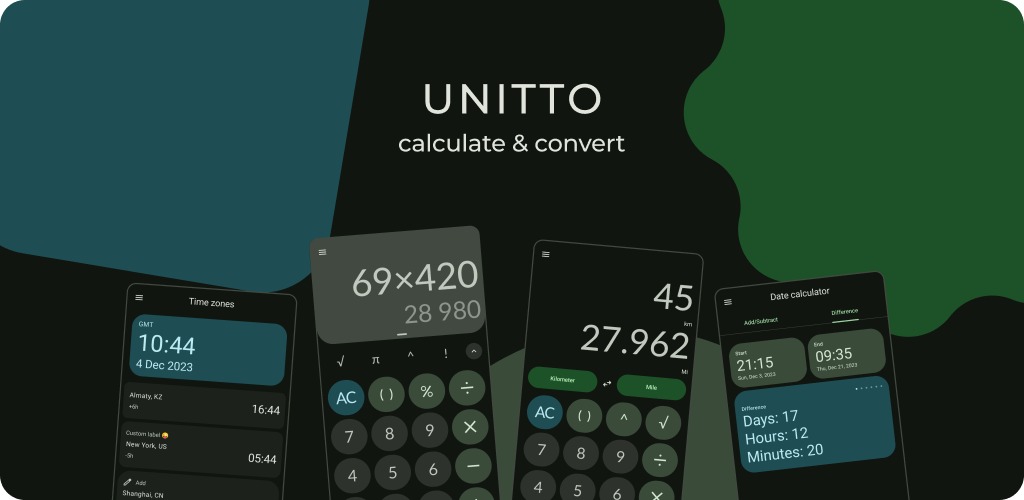 UNITTO
calculate & convert
Time zones
GMT
10:44
4 Dec 2023
Almaty, KZ
+6h
16:44
Custom label 😜
New York, US
-5h
05:44
Add
Shanghai, CN
69×420
28 980
√ π ^ !
AC ( ) % ÷
7 8 9 ×
4 5 6 −
45
km
27.962
Mi
Kilometer Mile
AC ( ) ^ √
7 8 9 ÷
4 5 6 ×
Date calculator
Add/Subtract Difference
Start
21:15
Sun, Dec 3, 2023
End
09:35
Thu, Dec 21, 2023
Difference
Days: 17
Hours: 12
Minutes: 20